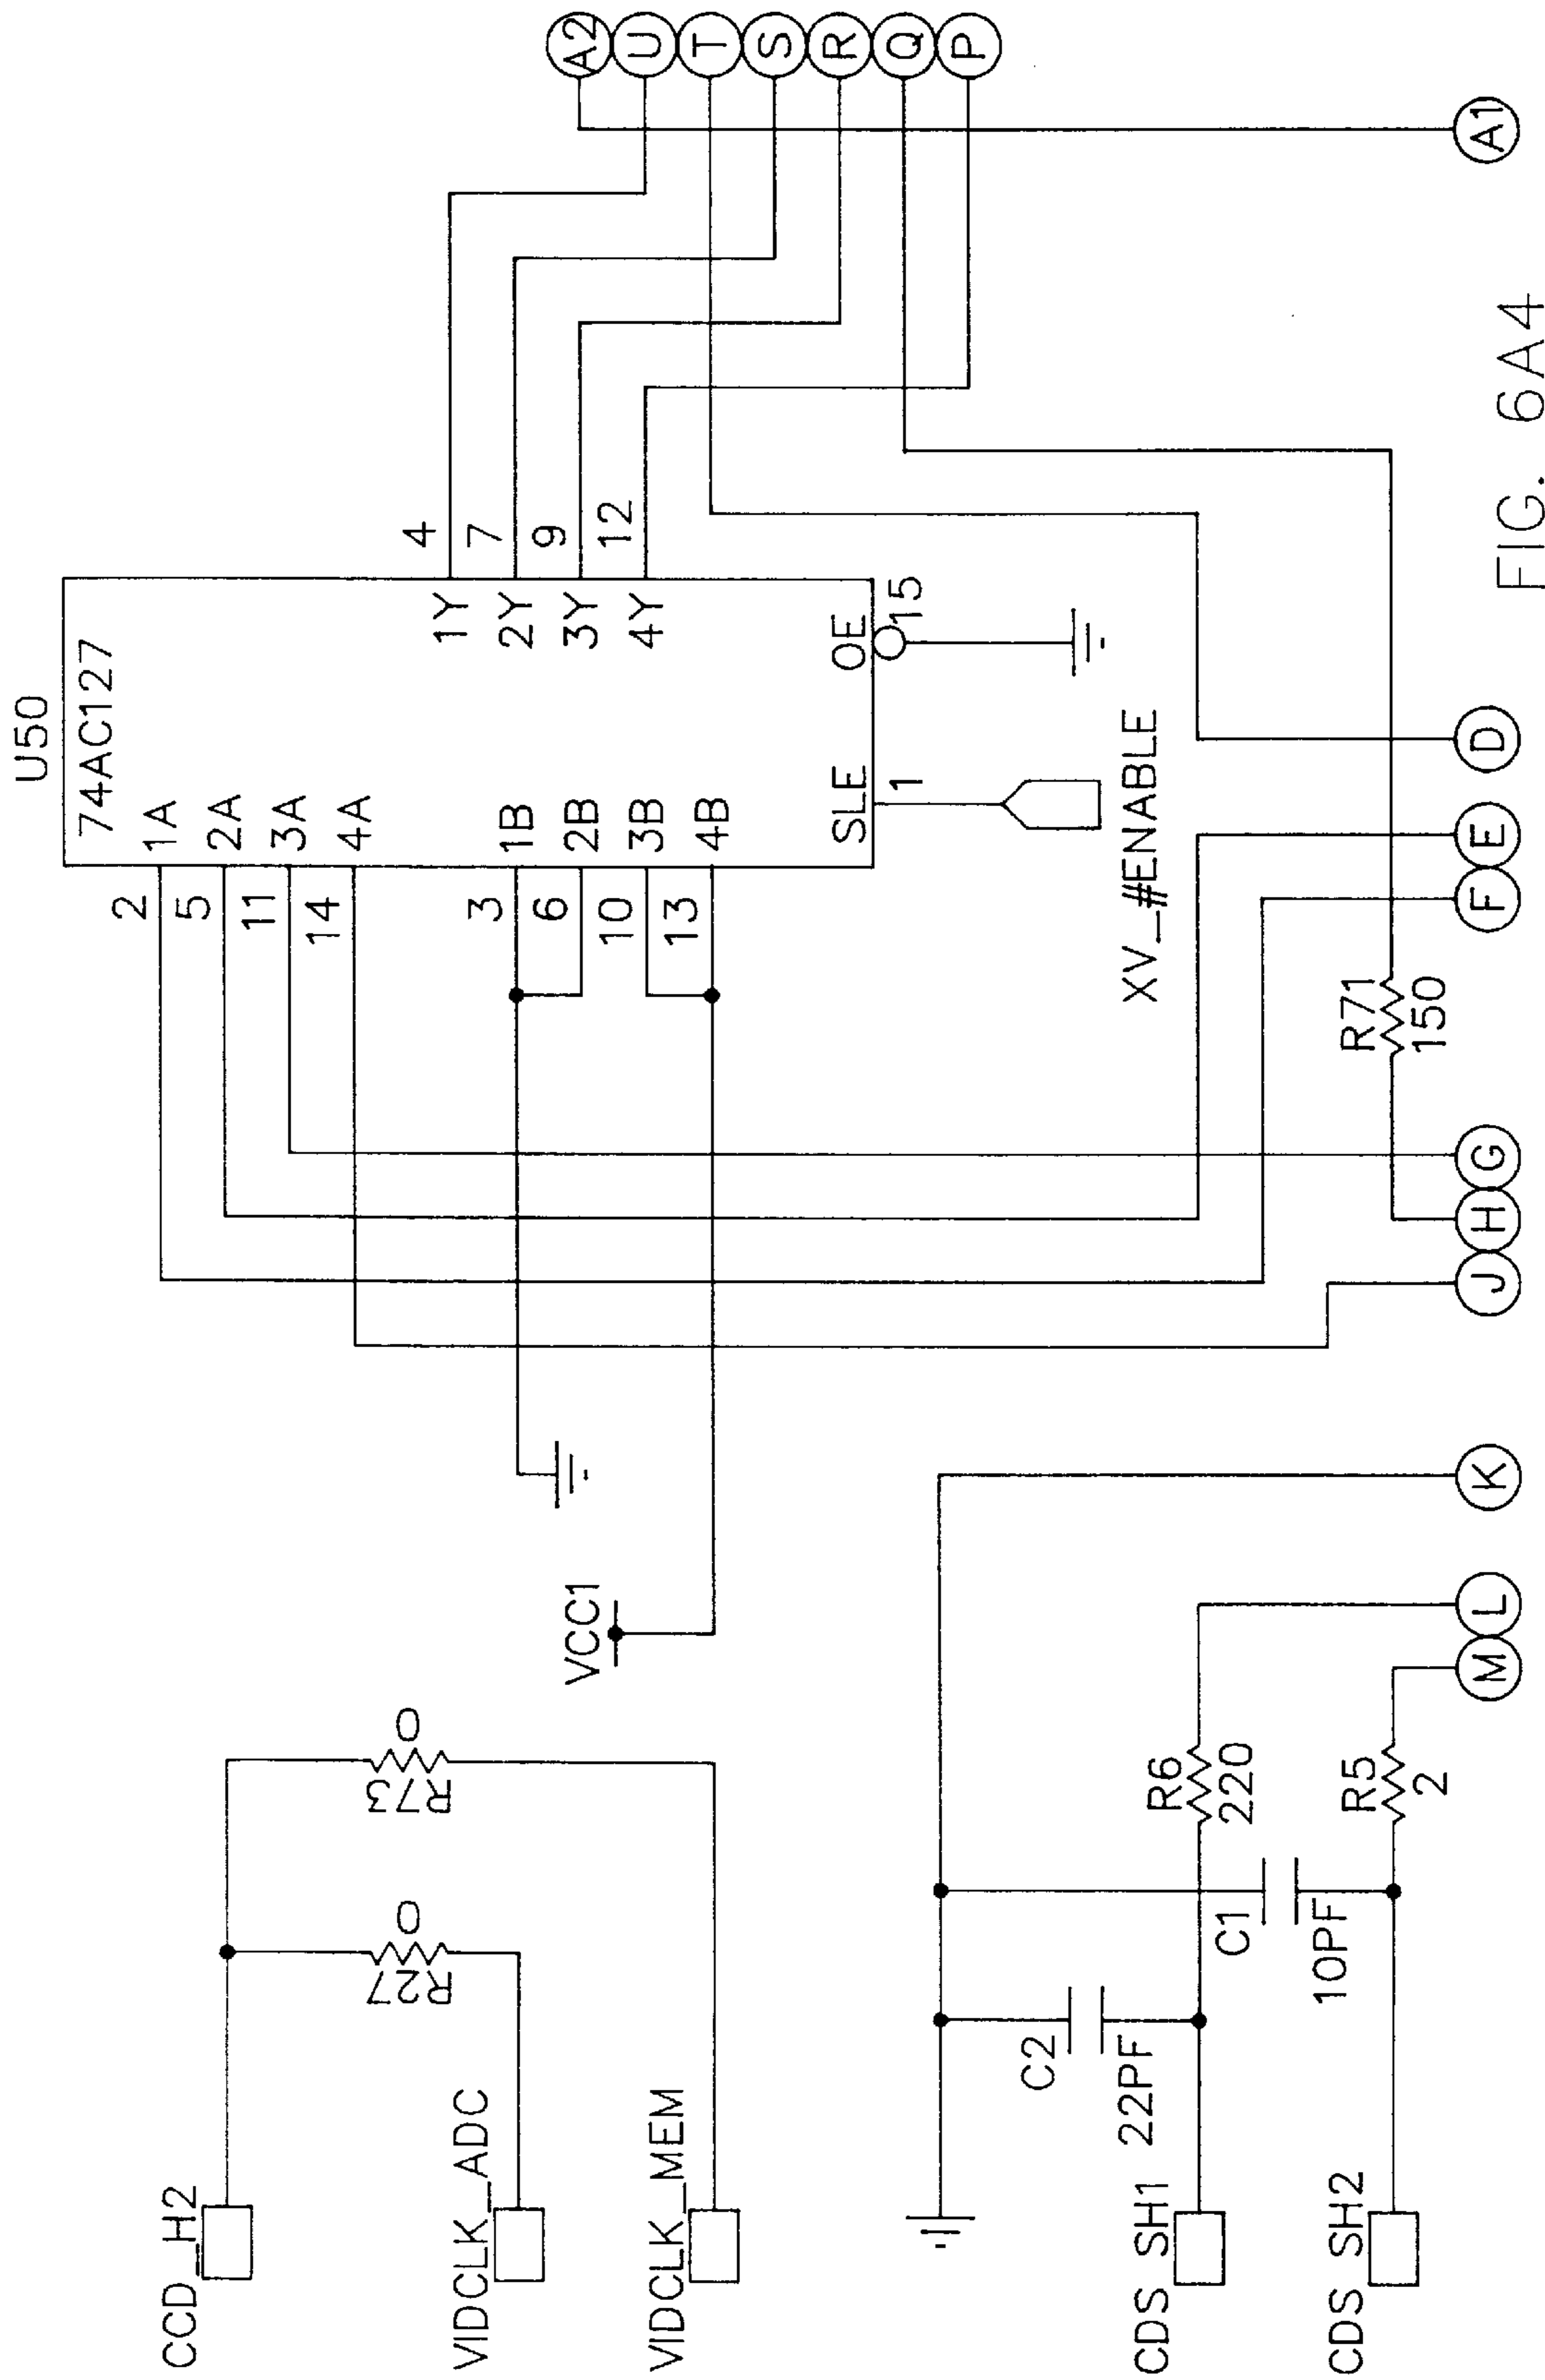 U50
74AC127
2 1A
5 2A
11 3A
14 4A
3 1B
6 2B
10 3B
13 4B
1Y 4
2Y 7
3Y 9
4Y 12
SLE
1
OE
15
XV_#ENABLE
A2
U
T
S
R
Q
P
A1
VCC1
CCD_H2
VIDCLK_ADC
VIDCLK_MEM
R27
0
R73
0
C2
22PF
C1
10PF
R6
220
R5
2
R71
150
CDS_SH1
CDS_SH2
M
L
K
J
H
G
F
E
D
FIG. 6A4